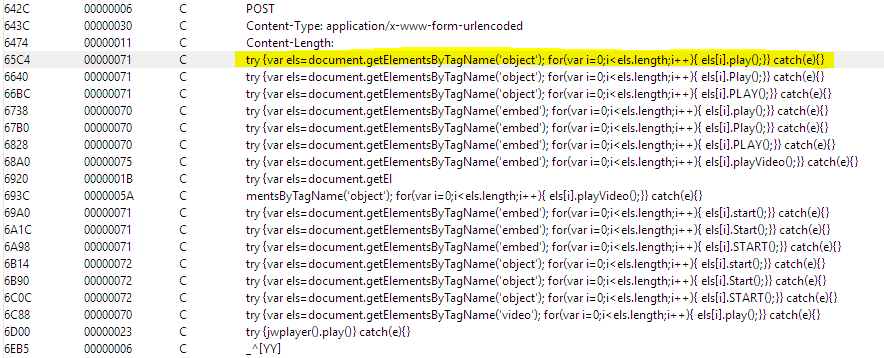 642C 00000006 C POST
643C 00000030 C Content-Type: application/x-www-form-urlencoded
6474 00000011 C Content-Length:
65C4 00000071 C try {var els=document.getElementsByTagName('object'); for(var i=0;i<els.length;i++){ els[i].play();}} catch(e){}
6640 00000071 C try {var els=document.getElementsByTagName('object'); for(var i=0;i<els.length;i++){ els[i].Play();}} catch(e){}
66BC 00000071 C try {var els=document.getElementsByTagName('object'); for(var i=0;i<els.length;i++){ els[i].PLAY();}} catch(e){}
6738 00000070 C try {var els=document.getElementsByTagName('embed'); for(var i=0;i<els.length;i++){ els[i].play();}} catch(e){}
67B0 00000070 C try {var els=document.getElementsByTagName('embed'); for(var i=0;i<els.length;i++){ els[i].Play();}} catch(e){}
6828 00000070 C try {var els=document.getElementsByTagName('embed'); for(var i=0;i<els.length;i++){ els[i].PLAY();}} catch(e){}
68A0 00000075 C try {var els=document.getElementsByTagName('embed'); for(var i=0;i<els.length;i++){ els[i].playVideo();}} catch(e){}
6920 0000001B C try {var els=document.getEl
693C 0000005A C mentsByTagName('object'); for(var i=0;i<els.length;i++){ els[i].playVideo();}} catch(e){}
69A0 00000071 C try {var els=document.getElementsByTagName('embed'); for(var i=0;i<els.length;i++){ els[i].start();}} catch(e){}
6A1C 00000071 C try {var els=document.getElementsByTagName('embed'); for(var i=0;i<els.length;i++){ els[i].Start();}} catch(e){}
6A98 00000071 C try {var els=document.getElementsByTagName('embed'); for(var i=0;i<els.length;i++){ els[i].START();}} catch(e){}
6B14 00000072 C try {var els=document.getElementsByTagName('object'); for(var i=0;i<els.length;i++){ els[i].start();}} catch(e){}
6B90 00000072 C try {var els=document.getElementsByTagName('object'); for(var i=0;i<els.length;i++){ els[i].Start();}} catch(e){}
6C0C 00000072 C try {var els=document.getElementsByTagName('object'); for(var i=0;i<els.length;i++){ els[i].START();}} catch(e){}
6C88 00000070 C try {var els=document.getElementsByTagName('video'); for(var i=0;i<els.length;i++){ els[i].play();}} catch(e){}
6D00 00000023 C try {jwplayer().play()} catch(e){}
6EB5 00000006 C _^[YY]